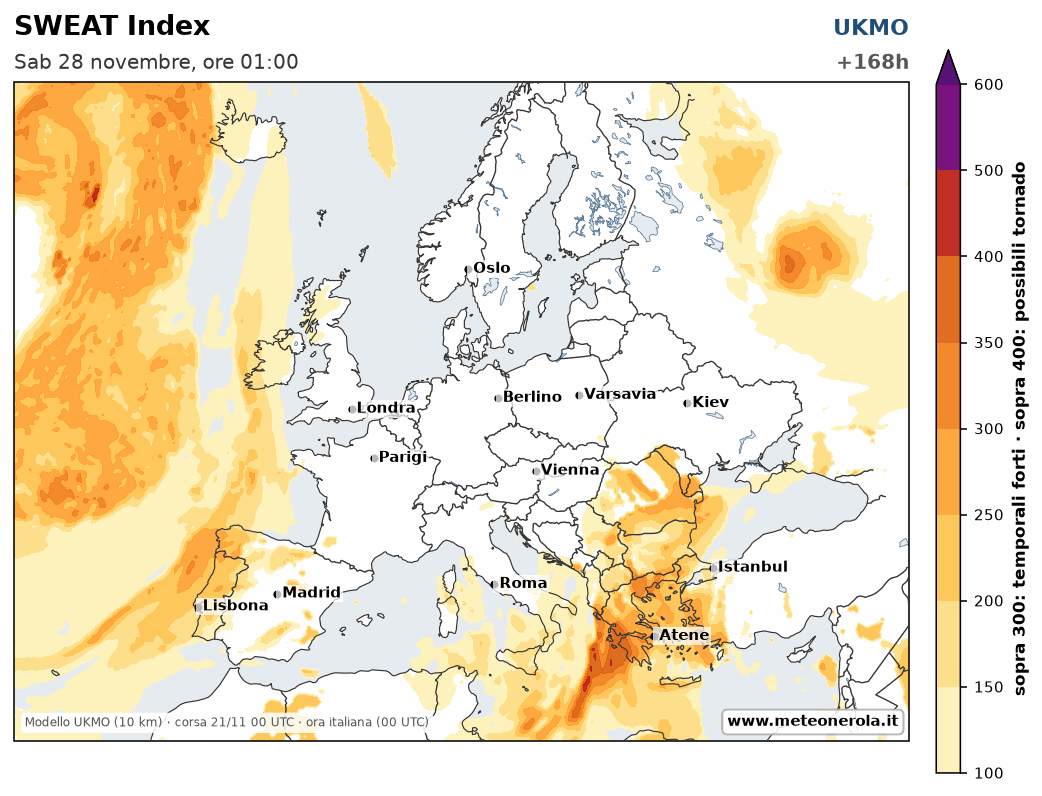 SWEAT Index
UKMO
Sab 28 novembre, ore 01:00
+168h
600
500
400
350
300
250
200
150
100
sopra 300: temporali forti · sopra 400: possibili tornado
Oslo
Londra
Berlino
Varsavia
Kiev
Parigi
Vienna
Istanbul
Roma
Madrid
Lisbona
Atene
Modello UKMO (10 km) · corsa 21/11 00 UTC · ora italiana (00 UTC)
www.meteonerola.it